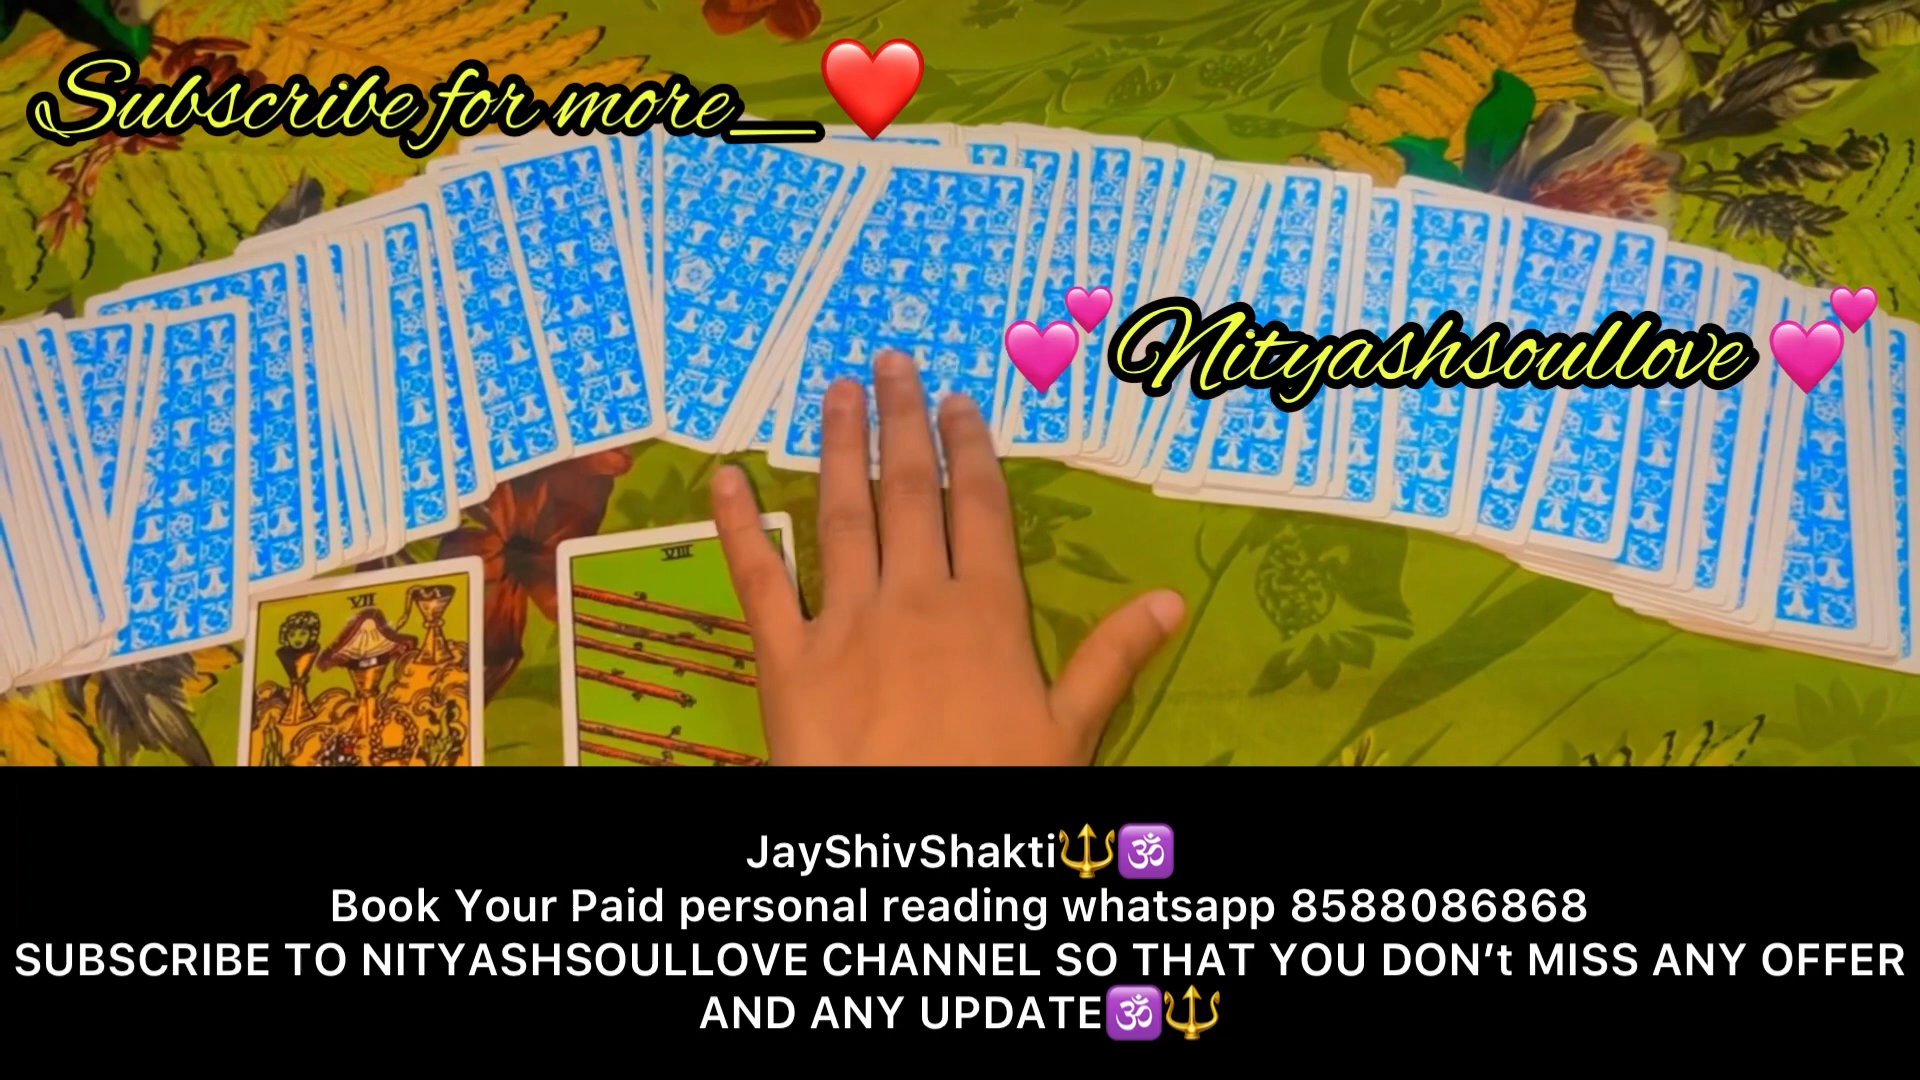 Subscribe for more_❤️
💕Nityashsoullove💕
VII
VIII
JayShivShakti🔱🕉️
Book Your Paid personal reading whatsapp 8588086868
SUBSCRIBE TO NITYASHSOULLOVE CHANNEL SO THAT YOU DON’t MISS ANY OFFER
AND ANY UPDATE🕉️🔱